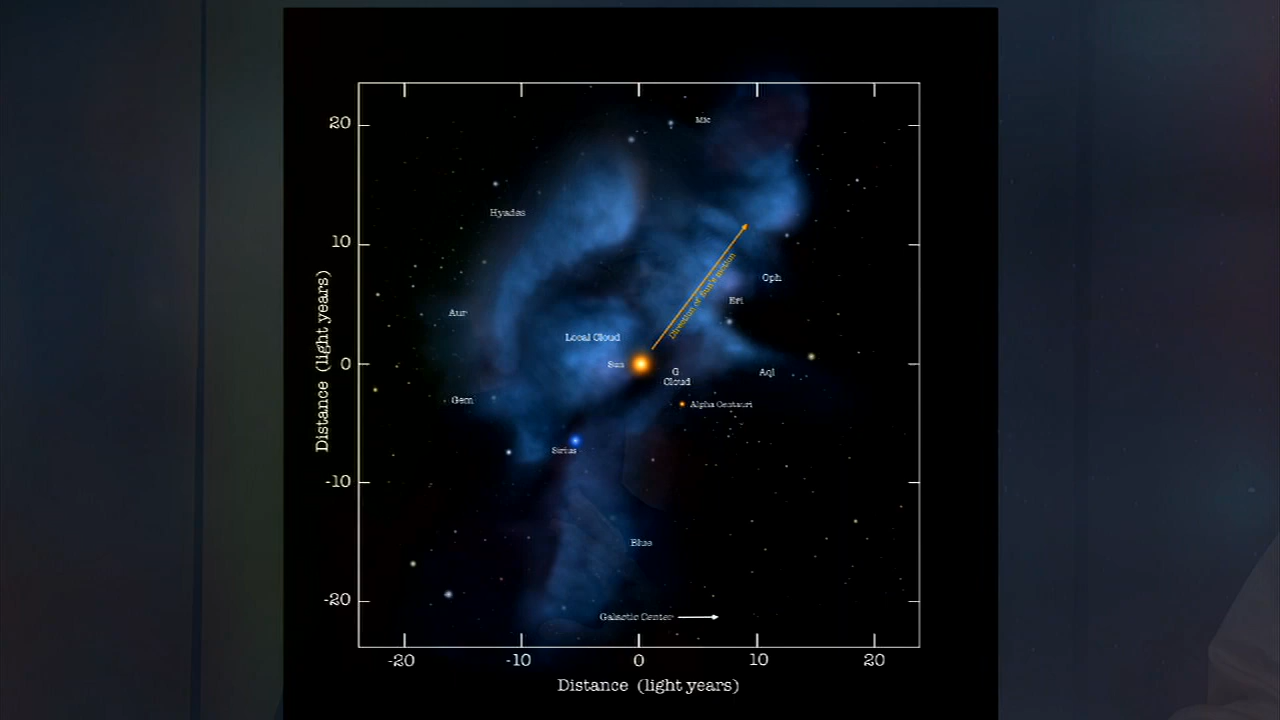 20
Mic
Hyades
10
Oph
Direction of Sun's motion
Eri
Aur
Local Cloud
0
Sun
G
Cloud
Aql
Gem
Alpha Centauri
Sirius
-10
Blue
-20
Galactic Center
-20
-10
0
10
20
Distance (light years)
Distance (light years)